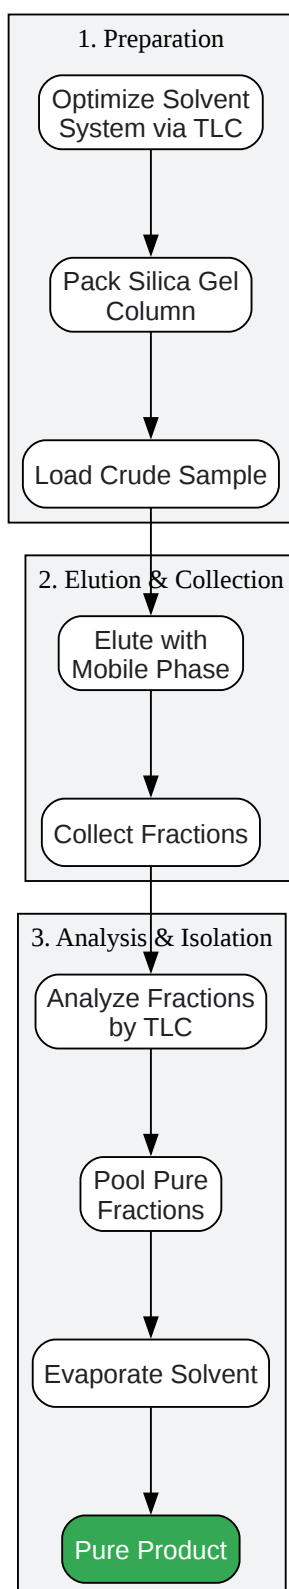 1. Preparation
Optimize Solvent
System via TLC
Pack Silica Gel
Column
Load Crude Sample
2. Elution & Collection
Elute with
Mobile Phase
Collect Fractions
3. Analysis & Isolation
Analyze Fractions
by TLC
Pool Pure
Fractions
Evaporate Solvent
Pure Product